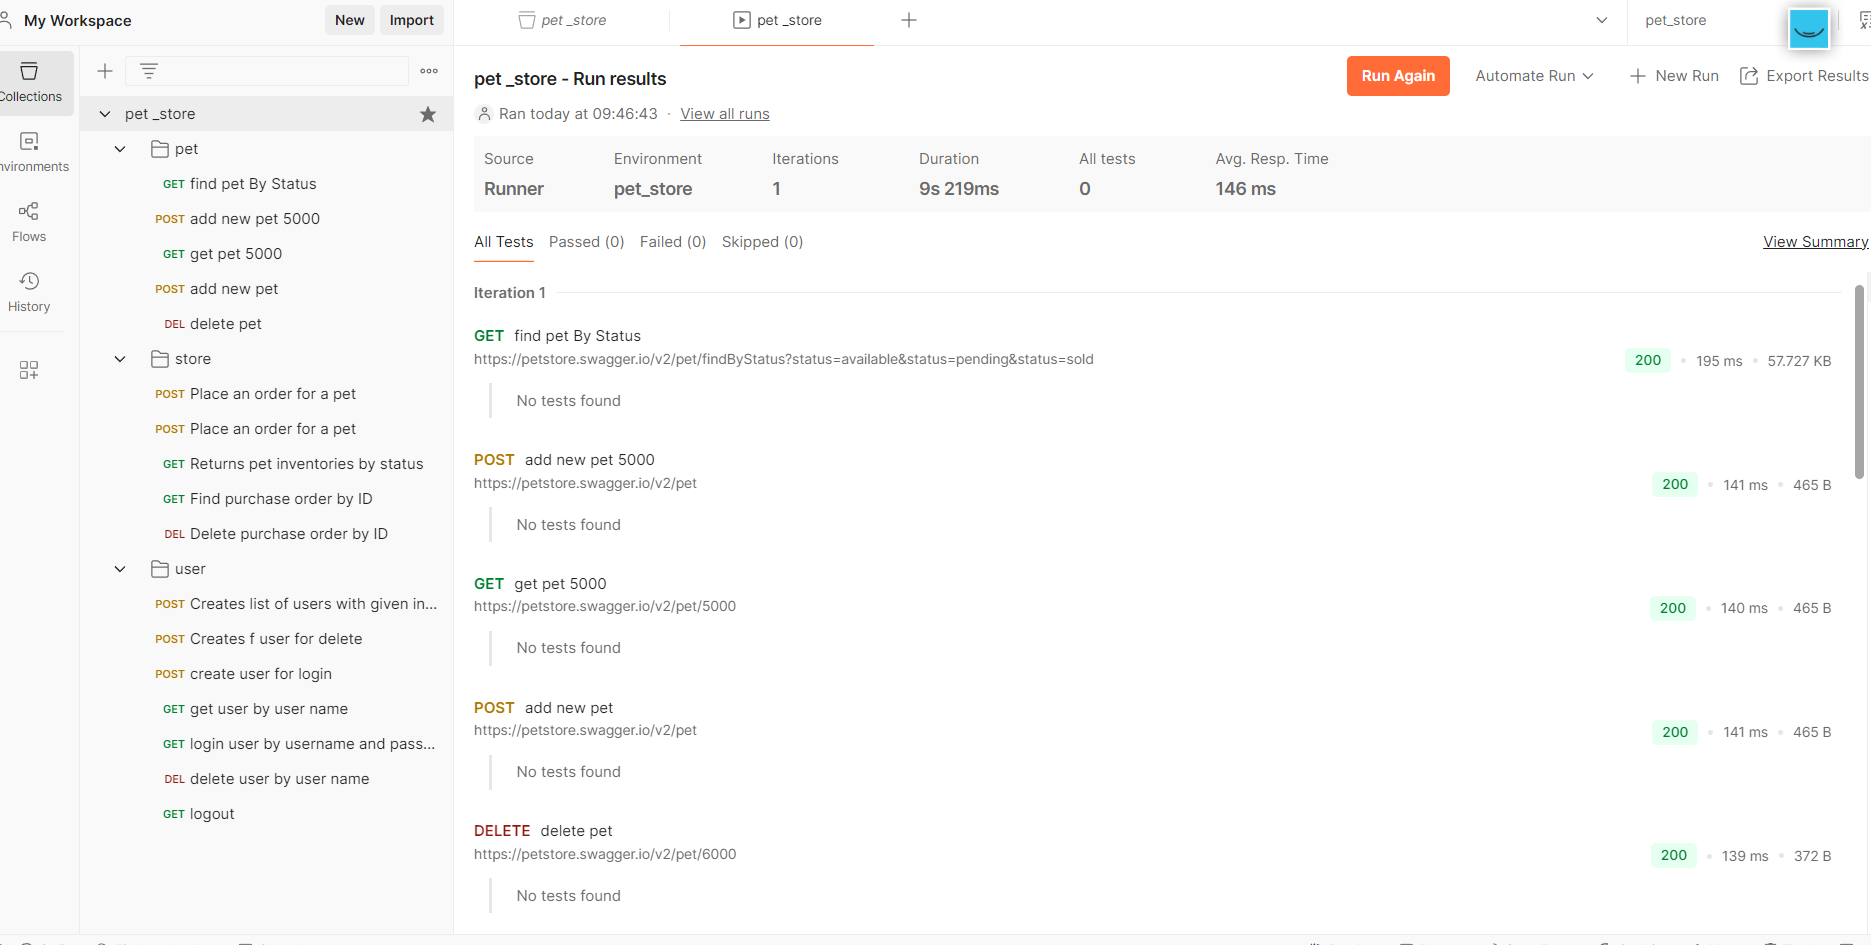 My Workspace
New
Import
Collections
nvironments
Flows
History
pet _store
pet
GET find pet By Status
POST add new pet 5000
GET get pet 5000
POST add new pet
DEL delete pet
store
POST Place an order for a pet
POST Place an order for a pet
GET Returns pet inventories by status
GET Find purchase order by ID
DEL Delete purchase order by ID
user
POST Creates list of users with given in...
POST Creates f user for delete
POST create user for login
GET get user by user name
GET login user by username and pass...
DEL delete user by user name
GET logout
pet _store
pet _store
pet_store
pet _store - Run results
Run Again
Automate Run
New Run
Export Results
Ran today at 09:46:43 · View all runs
Source Environment Iterations Duration All tests Avg. Resp. Time
Runner pet_store 1 9s 219ms 0 146 ms
All Tests Passed (0) Failed (0) Skipped (0) View Summary
Iteration 1
GET find pet By Status
https://petstore.swagger.io/v2/pet/findByStatus?status=available&status=pending&status=sold
200 • 195 ms • 57.727 KB
No tests found
POST add new pet 5000
https://petstore.swagger.io/v2/pet
200 • 141 ms • 465 B
No tests found
GET get pet 5000
https://petstore.swagger.io/v2/pet/5000
200 • 140 ms • 465 B
No tests found
POST add new pet
https://petstore.swagger.io/v2/pet
200 • 141 ms • 465 B
No tests found
DELETE delete pet
https://petstore.swagger.io/v2/pet/6000
200 • 139 ms • 372 B
No tests found